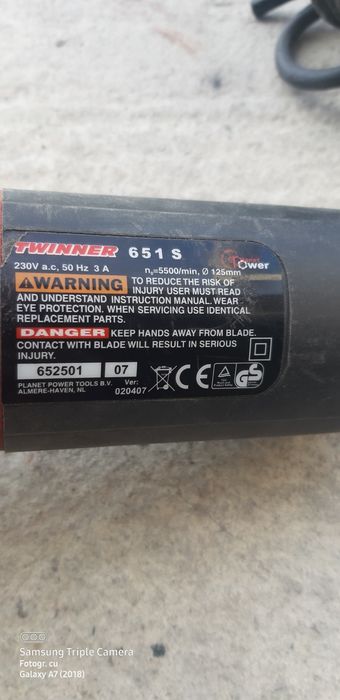 TWINNER 651 S
230V a.c, 50 Hz 3 A
n₀=5500/min, Ø 125mm
Power
WARNING TO REDUCE THE RISK OF
INJURY USER MUST READ
AND UNDERSTAND INSTRUCTION MANUAL. WEAR
EYE PROTECTION. WHEN SERVICING USE IDENTICAL
REPLACEMENT PARTS.
DANGER KEEP HANDS AWAY FROM BLADE.
CONTACT WITH BLADE WILL RESULT IN SERIOUS
INJURY.
652501 07
PLANET POWER TOOLS B.V. Ver:
ALMERE-HAVEN, NL 020407
CE
GS
Samsung Triple Camera
Fotogr. cu
Galaxy A7 (2018)